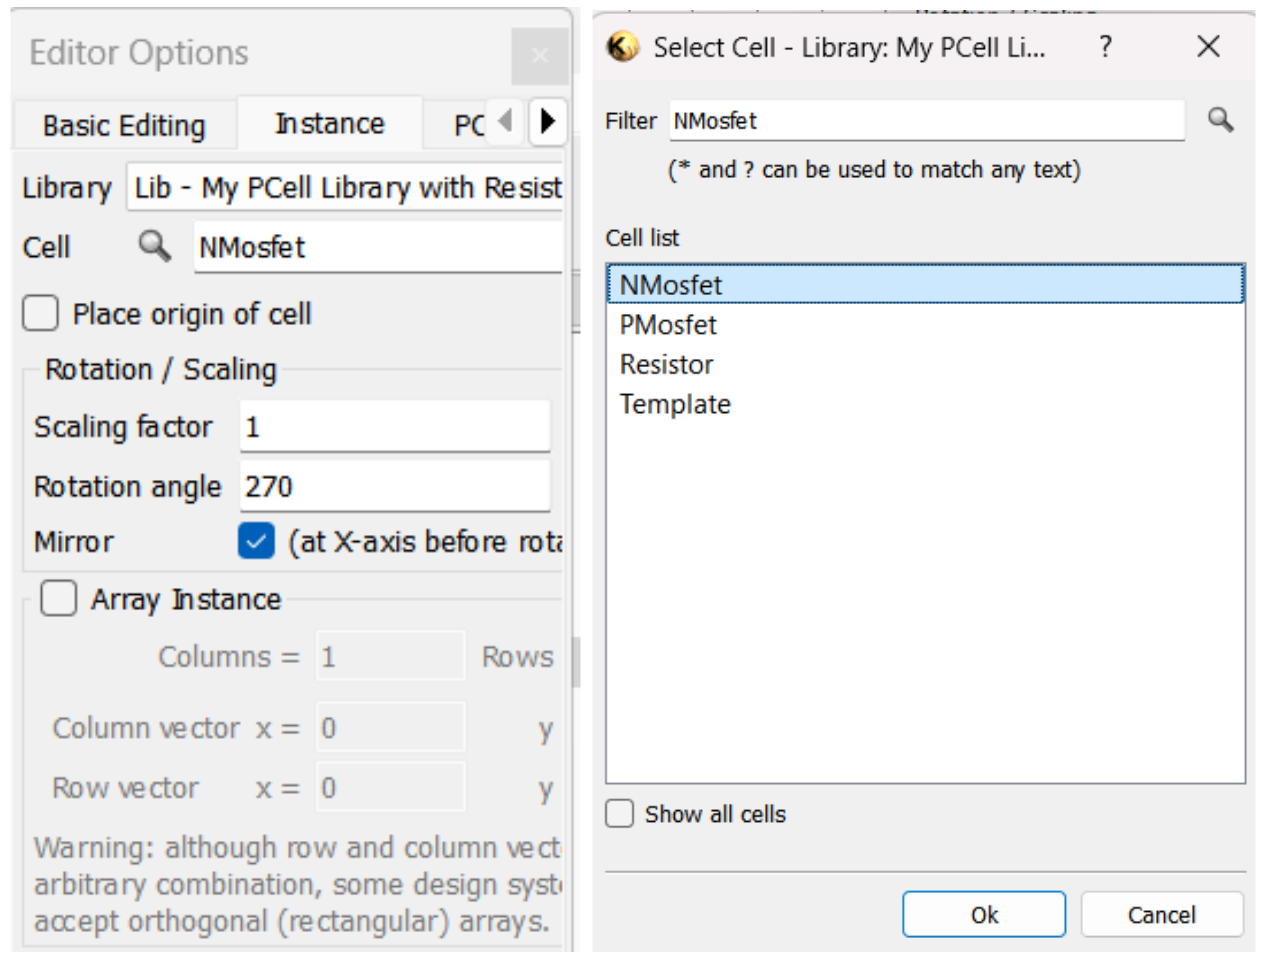 Editor Options
Basic Editing Instance PC
Library Lib - My PCell Library with Resist
Cell NMosfet
Place origin of cell
Rotation / Scaling
Scaling factor 1
Rotation angle 270
Mirror (at X-axis before rota
Array Instance
Columns = 1 Rows
Column vector x = 0 y
Row vector x = 0 y
Warning: although row and column vect
arbitrary combination, some design syst
accept orthogonal (rectangular) arrays.
Select Cell - Library: My PCell Li... ?
Filter NMosfet
(* and ? can be used to match any text)
Cell list
NMosfet
PMosfet
Resistor
Template
Show all cells
Ok Cancel